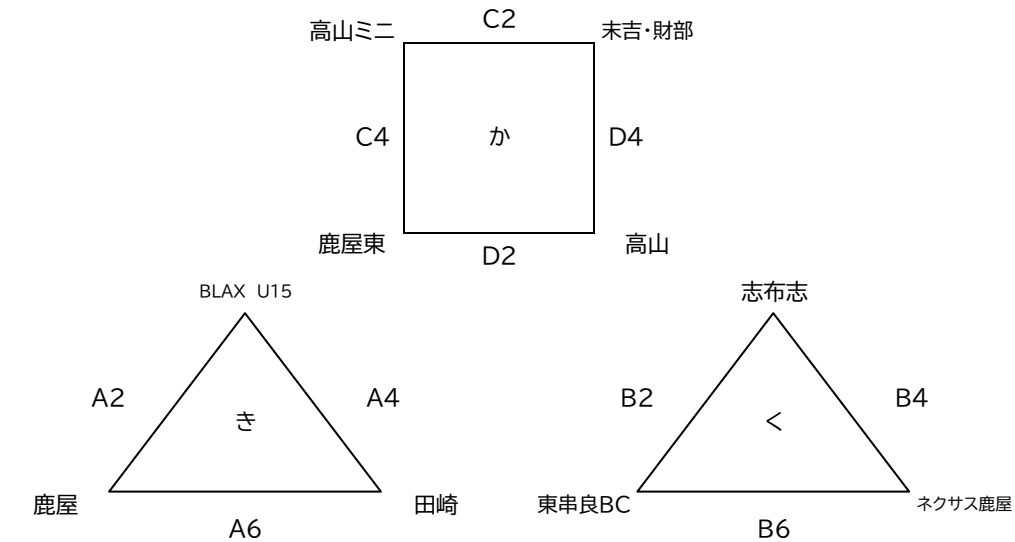 C2
高山ミニ
末吉・財部
C4
か
D4
鹿屋東
高山
D2
BLAX U15
志布志
A2
A4
B2
B4
き
く
鹿屋
田崎
東串良BC
ネクサス鹿屋
A6
B6